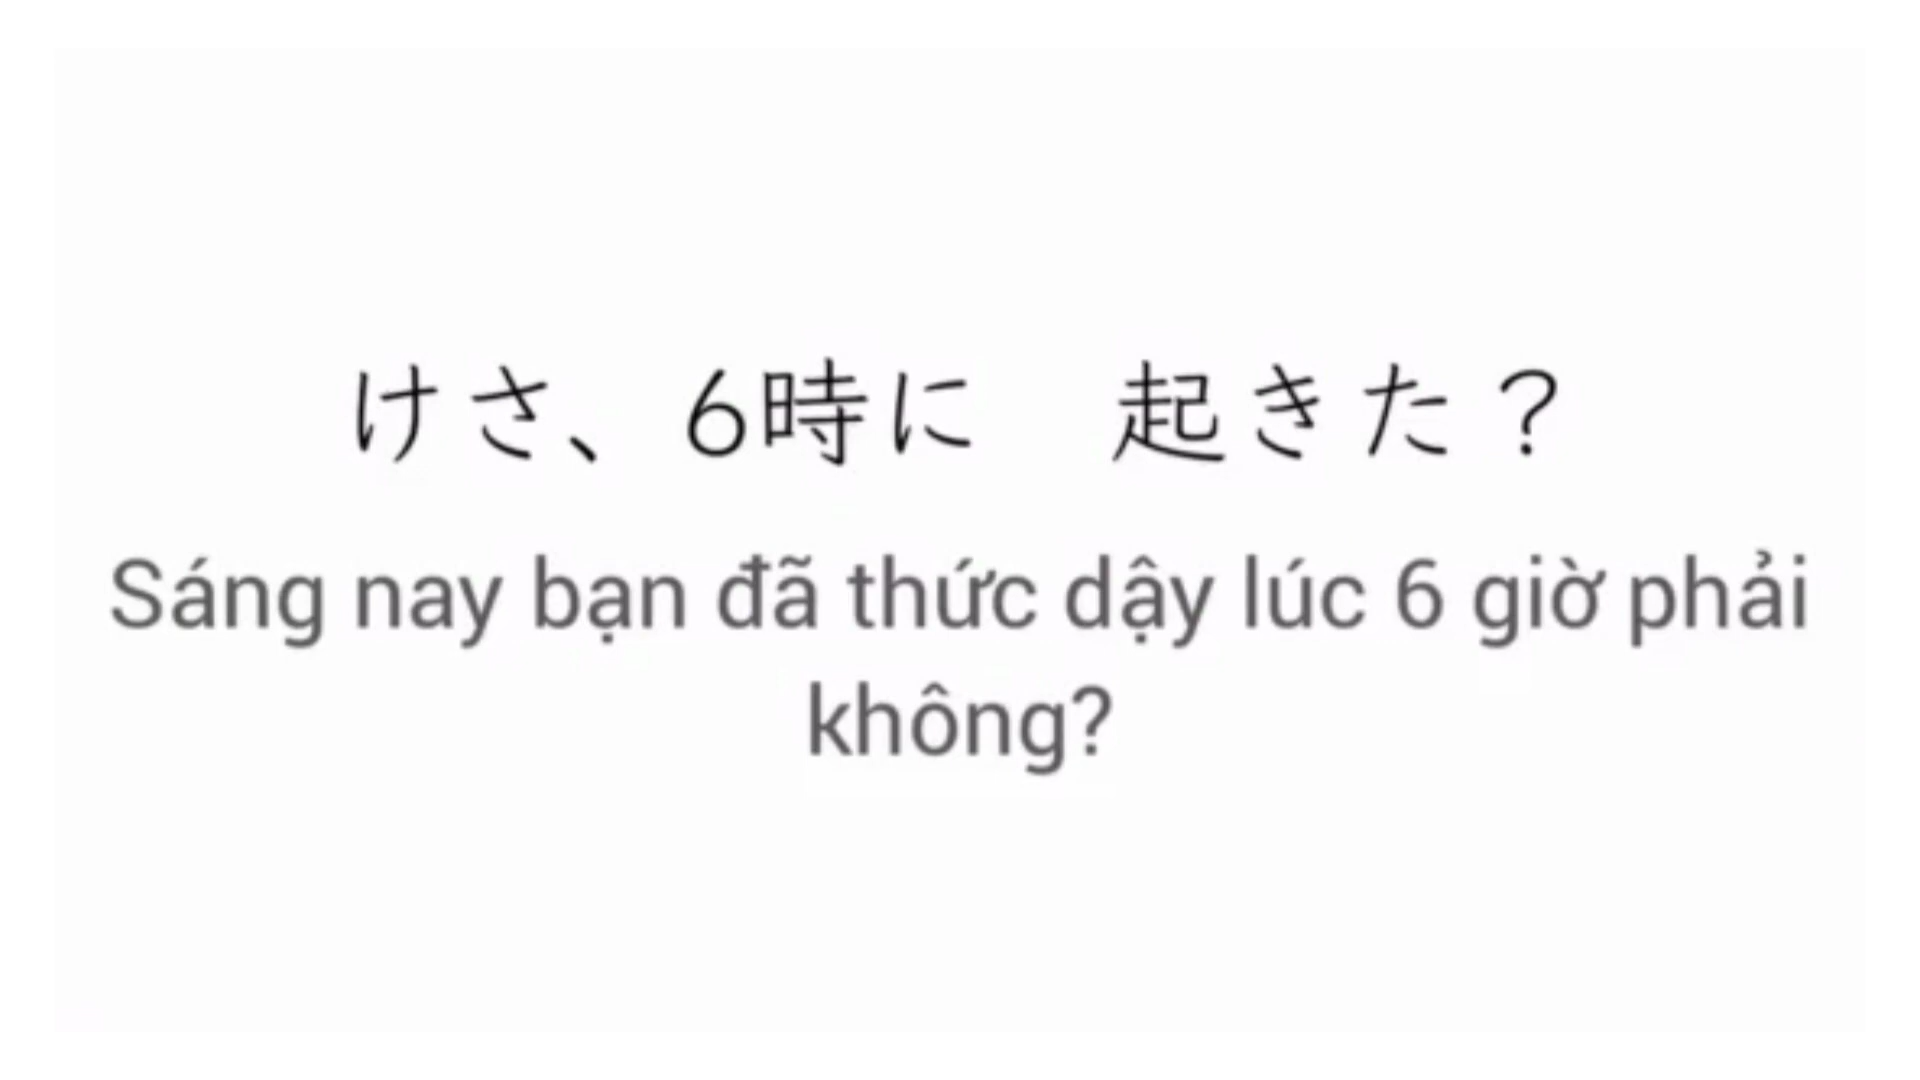 けさ、6時に　起きた？
Sáng nay bạn đã thức dậy lúc 6 giờ phải
không?